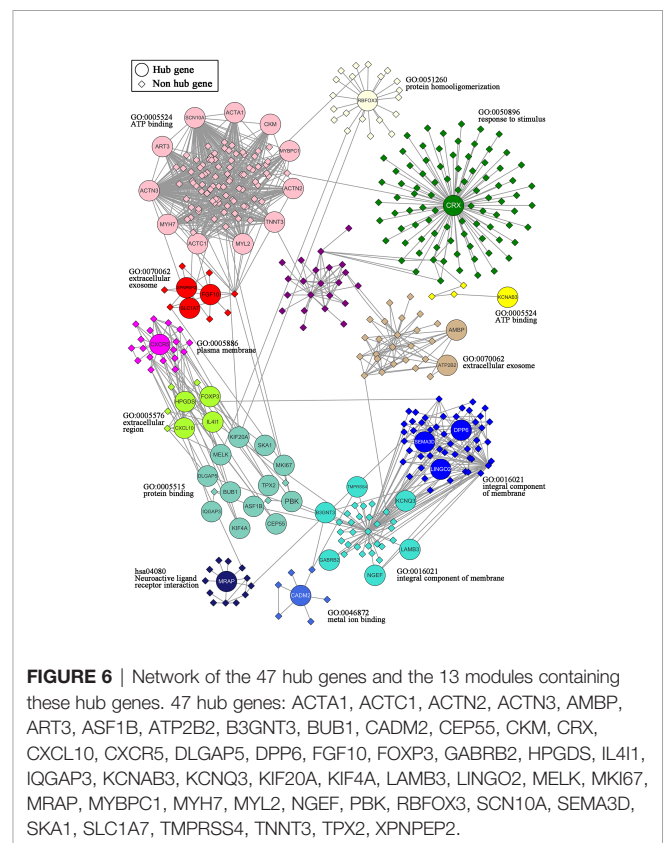 Hub gene
Non hub gene
GO:0051260
protein homooligomerization
RBFOX3
GO:0050896
response to stimulus
CRX
GO:0005524
ATP binding
SCN10A
ACTA1
CKM
ART3
MYBPC1
ACTN3
ACTN2
MYH7
TNNT3
ACTC1
MYL2
GO:0070062
extracellular
exosome
FGF10
KCNAB3
GO:0005524
ATP binding
AMBP
ATP2B2
GO:0070062
extracellular exosome
CXCR5
GO:0005886
plasma membrane
HPGDS
FOXP3
CXCL10
IL4I1
GO:0005576
extracellular
region
KIF20A
SKA1
MELK
MKI67
DLGAP5
TPX2
BUB1
PBK
IQGAP3
ASF1B
KIF4A
CEP55
GO:0005515
protein binding
SEMA3D
DPP6
LINGO2
GO:0016021
integral component
of membrane
TMPRSS4
KCNQ3
B3GNT3
GABRB2
LAMB3
NGEF
GO:0016021
integral component of membrane
hsa04080
Neuroactive ligand
receptor interaction
MRAP
CADM2
GO:0046872
metal ion binding
FIGURE 6 | Network of the 47 hub genes and the 13 modules containing
these hub genes. 47 hub genes: ACTA1, ACTC1, ACTN2, ACTN3, AMBP,
ART3, ASF1B, ATP2B2, B3GNT3, BUB1, CADM2, CEP55, CKM, CRX,
CXCL10, CXCR5, DLGAP5, DPP6, FGF10, FOXP3, GABRB2, HPGDS, IL4I1,
IQGAP3, KCNAB3, KCNQ3, KIF20A, KIF4A, LAMB3, LINGO2, MELK, MKI67,
MRAP, MYBPC1, MYH7, MYL2, NGEF, PBK, RBFOX3, SCN10A, SEMA3D,
SKA1, SLC1A7, TMPRSS4, TNNT3, TPX2, XPNPEP2.